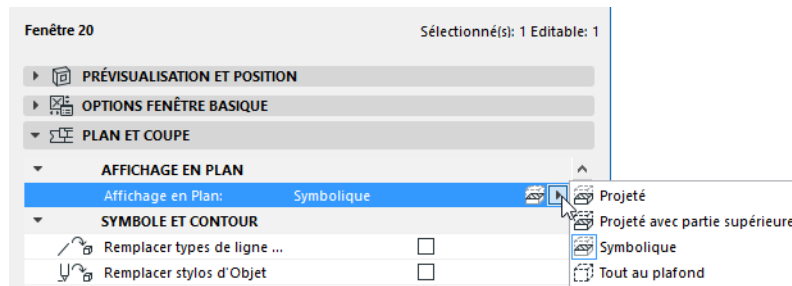 Fenêtre 20 Sélectionné(s): 1 Editable: 1
PRÉVISUALISATION ET POSITION
OPTIONS FENÊTRE BASIQUE
PLAN ET COUPE
AFFICHAGE EN PLAN
Affichage en Plan: Symbolique
SYMBOLE ET CONTOUR
Remplacer types de ligne ...
Remplacer stylos d'Objet
Projeté
Projeté avec partie supérieure
Symbolique
Tout au plafond